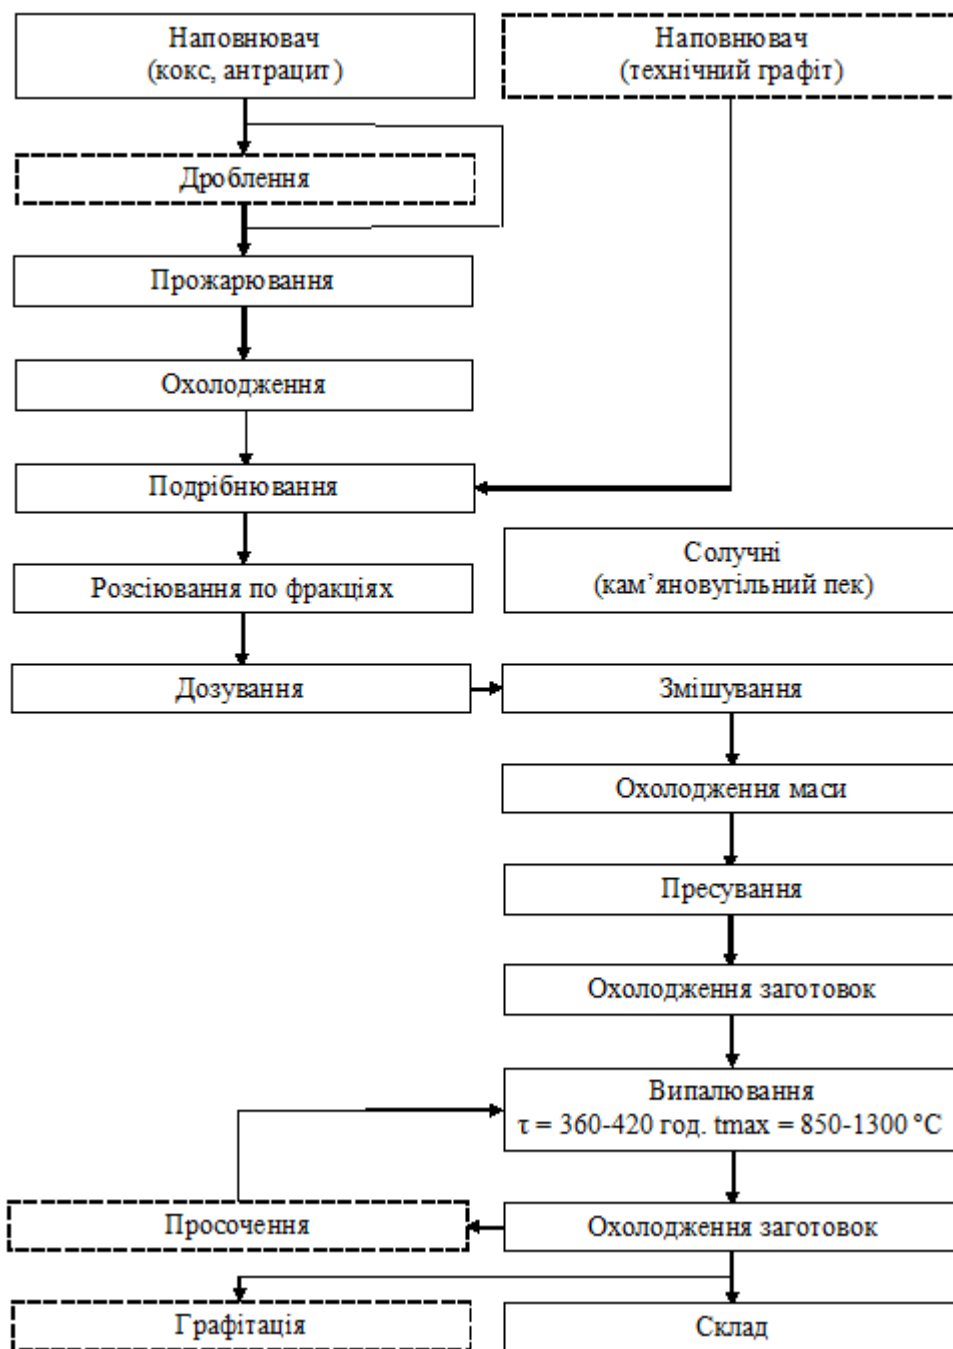 Наповнювач
(кокс, антрацит)
Наповнювач
(технічний графіт)
Дроблення
Прожарювання
Охолодження
Подрібнювання
Солучні
(кам’яновугільний пек)
Розсіювання по фракціях
Дозування
Змішування
Охолодження маси
Пресування
Охолодження заготовок
Випалювання
τ = 360-420 год. tmax = 850-1300 °С
Просочення
Охолодження заготовок
Графітація
Склад